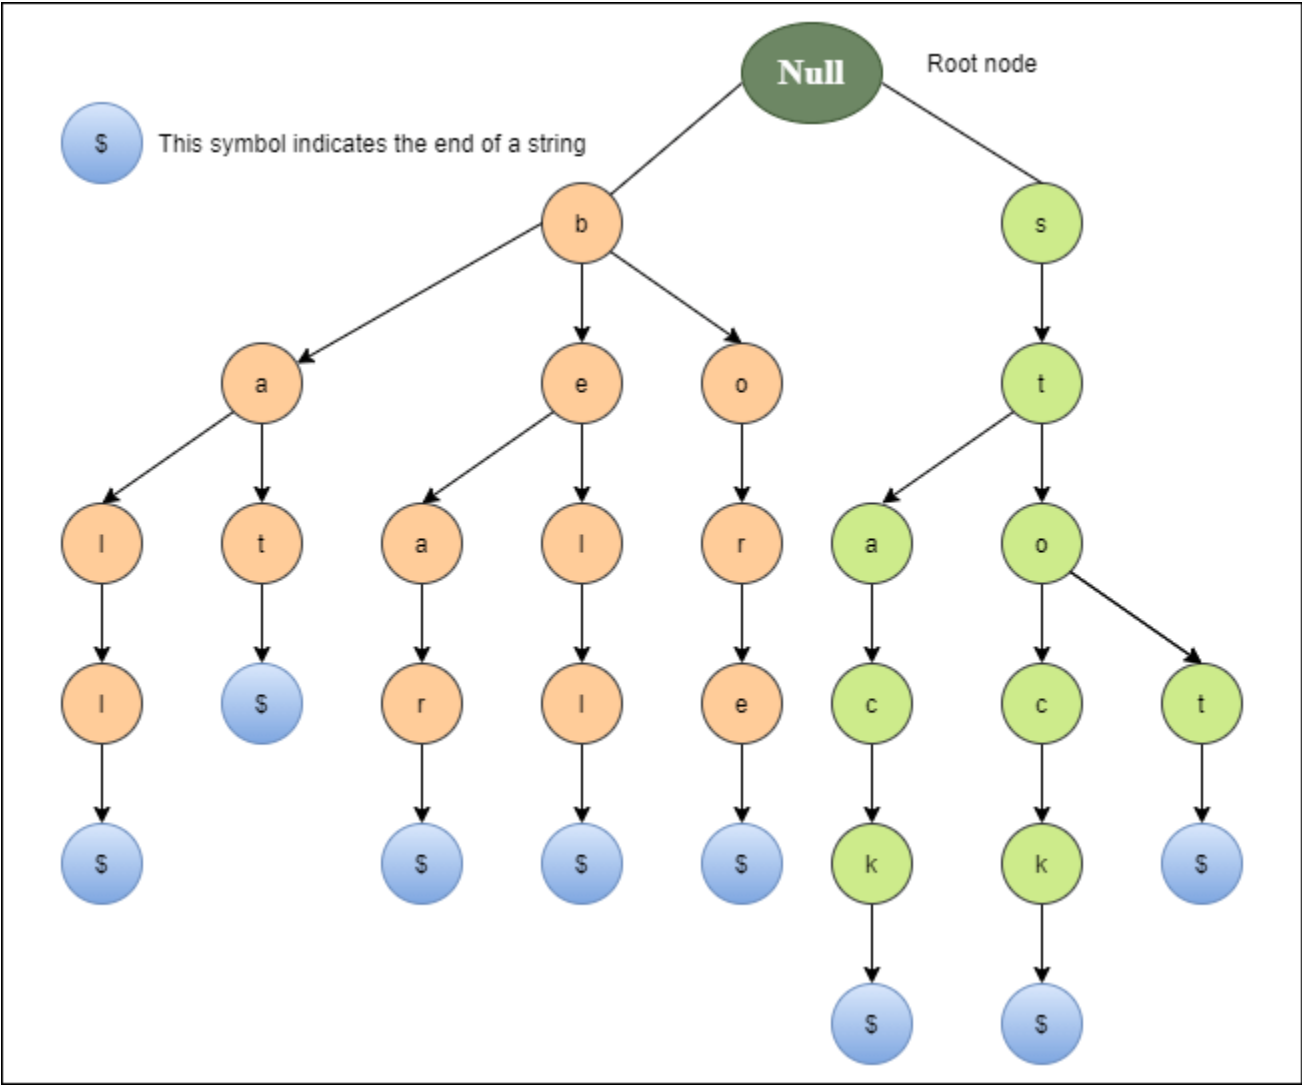 Null
Root node
$
This symbol indicates the end of a string
b
s
a
e
o
t
l
t
a
l
r
a
o
l
$
r
l
e
c
c
t
$
$
$
$
k
k
$
$
$